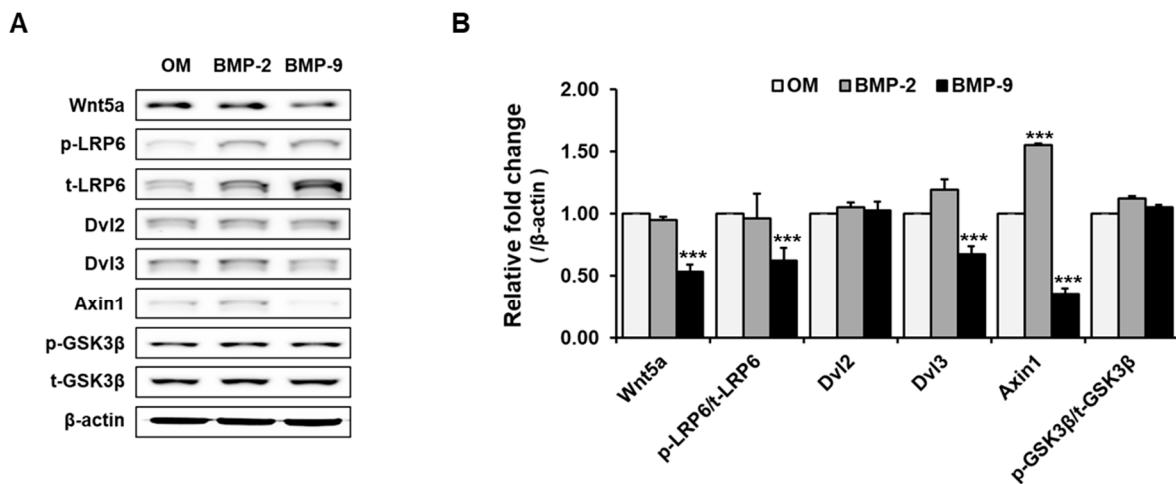 A
OM BMP-2 BMP-9
Wnt5a
p-LRP6
t-LRP6
Dvl2
Dvl3
Axin1
p-GSK3β
t-GSK3β
β-actin
B
OM BMP-2 BMP-9
Relative fold change
( /β-actin )
2.00
1.50
1.00
0.50
0.00
***
***
***
***
***
Wnt5a
p-LRP6/t-LRP6
Dvl2
Dvl3
Axin1
p-GSK3β/t-GSK3β